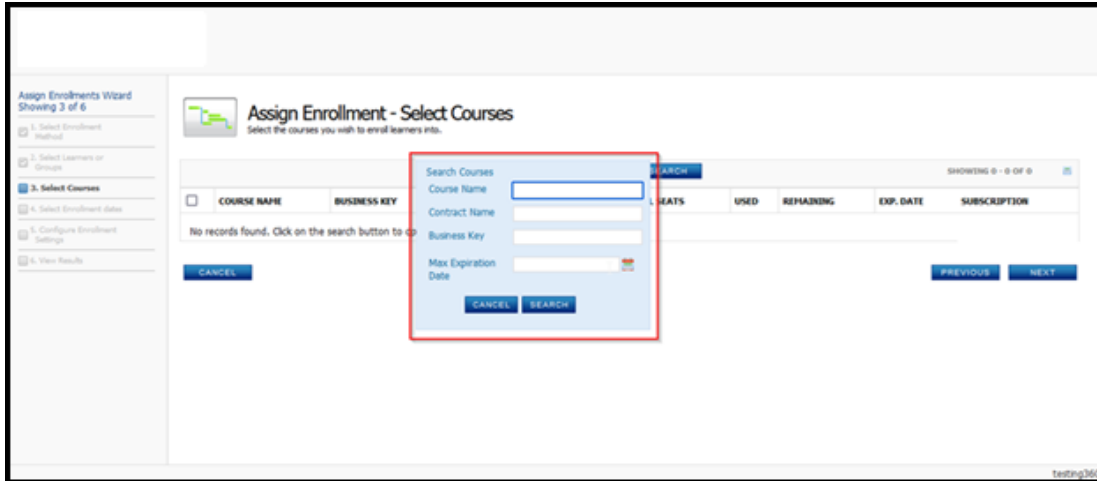 Assign Enrollments Wizard
Showing 3 of 6
1. Select Enrollment
Method
2. Select Learners or
Groups
3. Select Courses
4. Select Enrollment dates
5. Configure Enrollment
Settings
6. View Results
Assign Enrollment - Select Courses
Select the courses you wish to enroll learners into.
SEARCH
SHOWING 0 - 0 OF 0
COURSE NAME
BUSINESS KEY
SEATS
USED
REMAINING
EXP. DATE
SUBSCRIPTION
No records found. Click on the search button to
Search Courses
Course Name
Contract Name
Business Key
Max Expiration
Date
CANCEL
SEARCH
CANCEL
PREVIOUS
NEXT
testing360